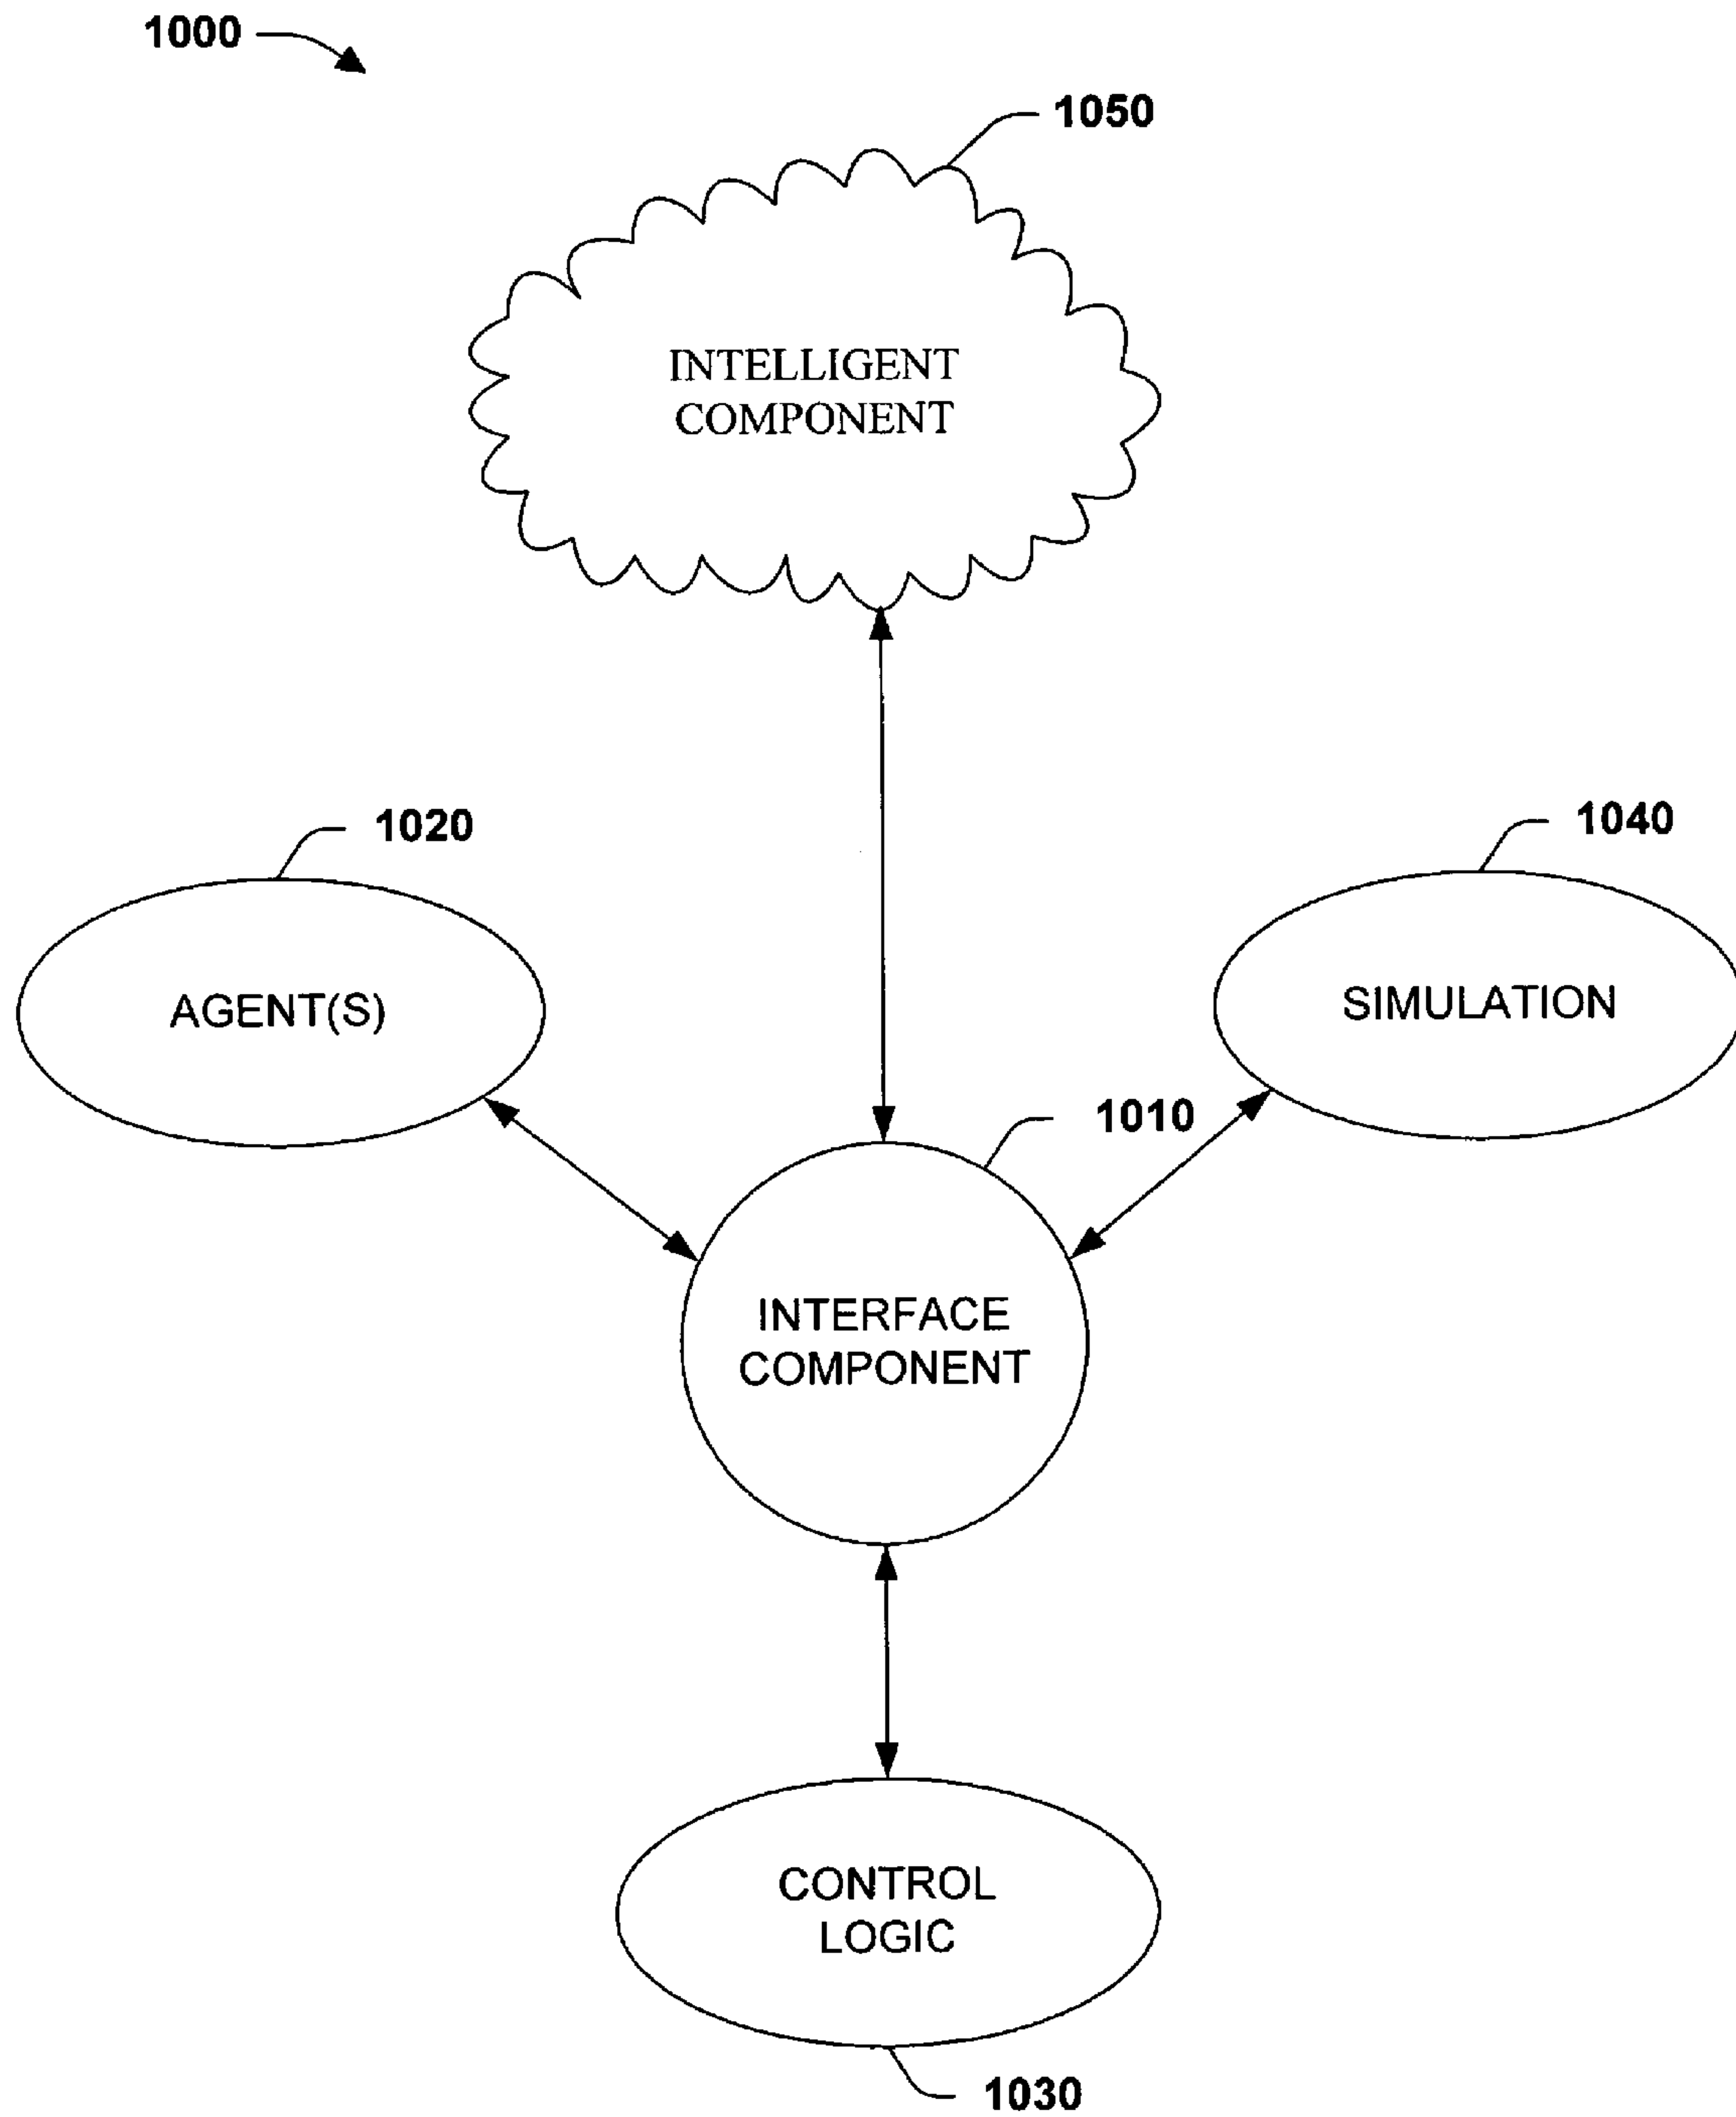 1000
1050
INTELLIGENT
COMPONENT
1020
1040
AGENT(S)
SIMULATION
1010
INTERFACE
COMPONENT
CONTROL
LOGIC
1030